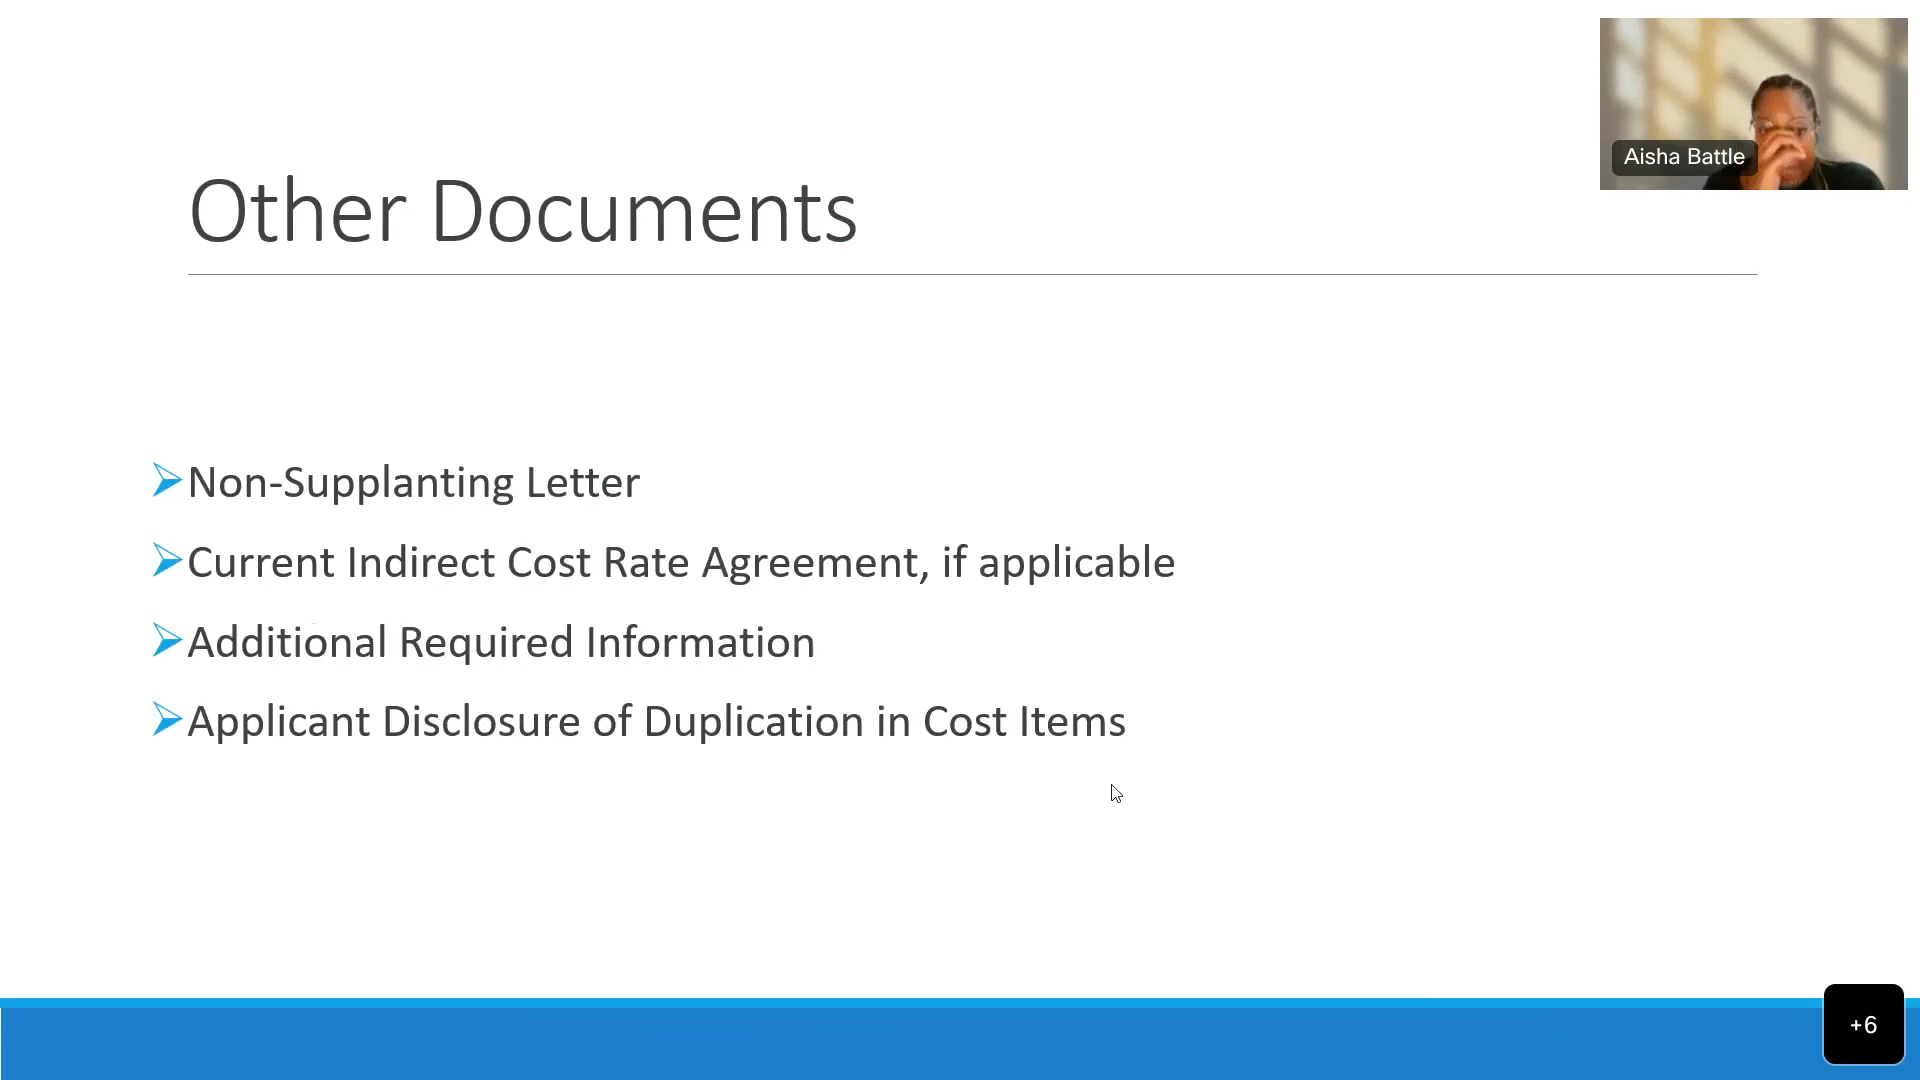 Aisha Battle
Other Documents
Non-Supplanting Letter
Current Indirect Cost Rate Agreement, if applicable
Additional Required Information
Applicant Disclosure of Duplication in Cost Items
+6